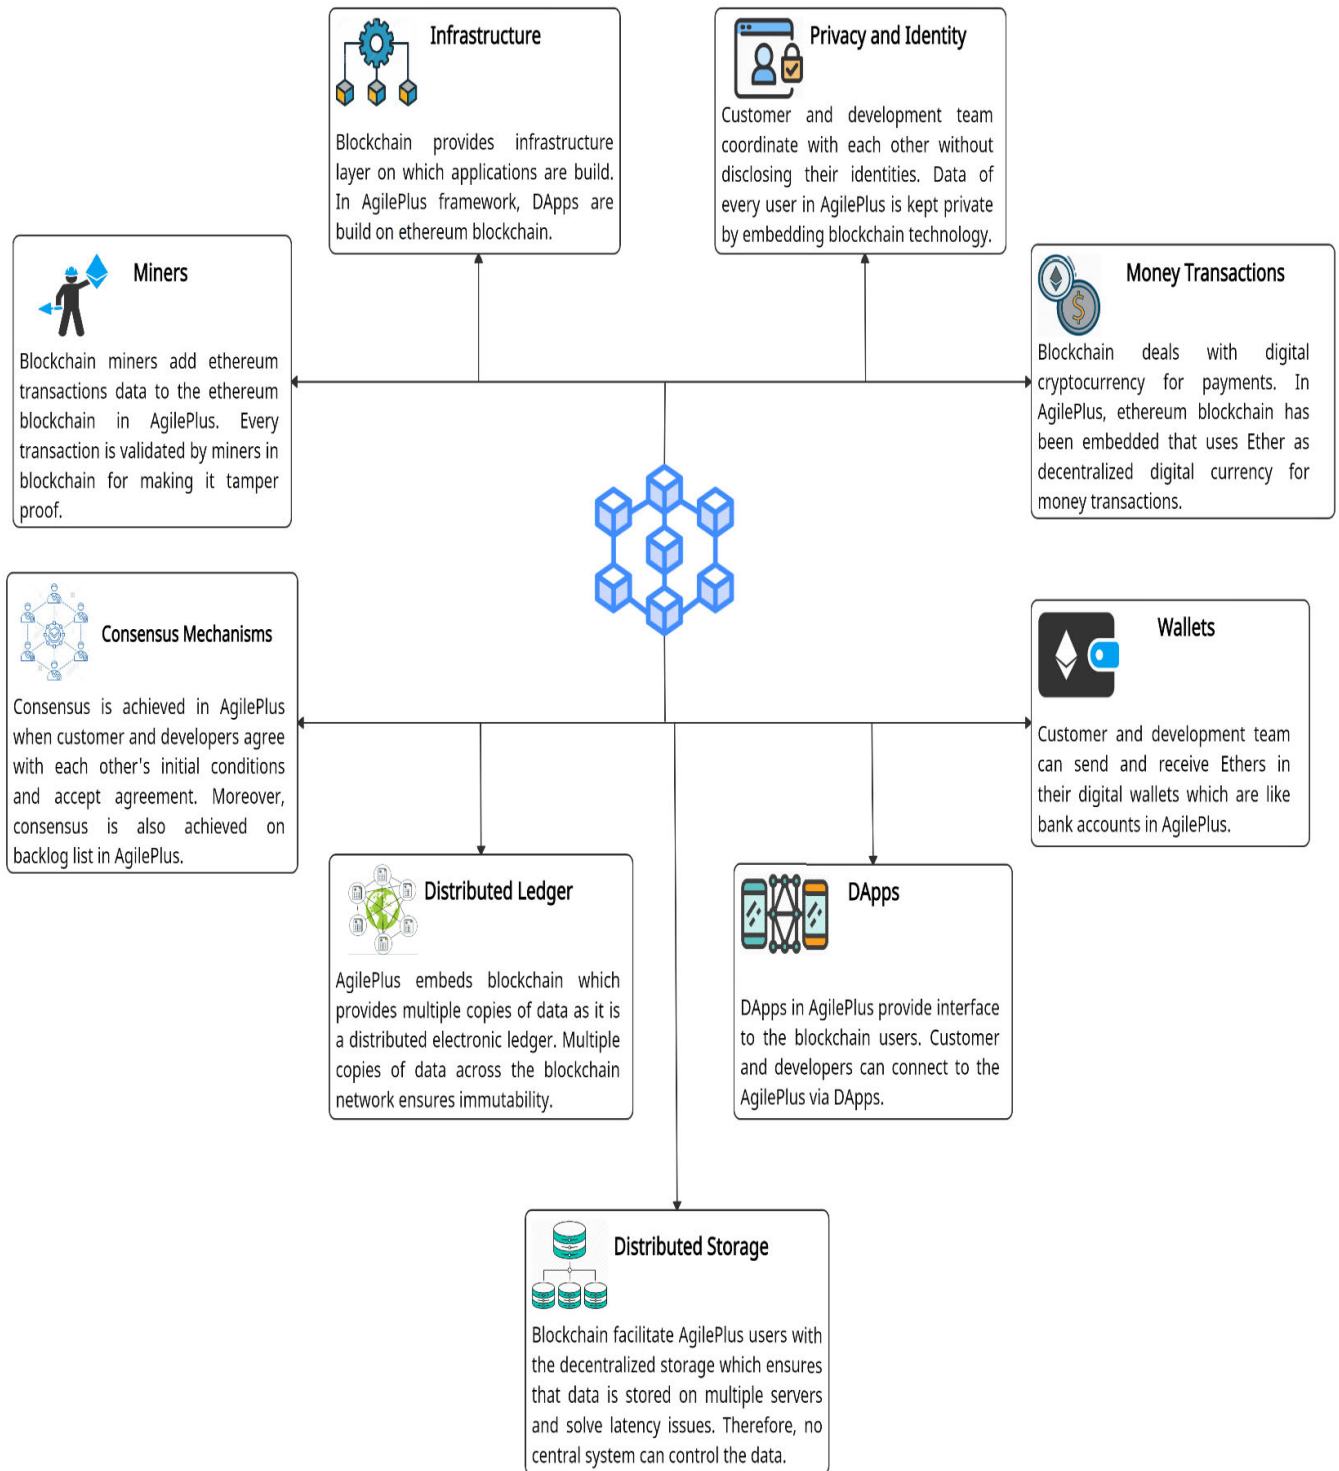 Infrastructure
Blockchain provides infrastructure
layer on which applications are build.
In AgilePlus framework, DApps are
build on ethereum blockchain.
Privacy and Identity
Customer and development team
coordinate with each other without
disclosing their identities. Data of
every user in AgilePlus is kept private
by embedding blockchain technology.
Miners
Blockchain miners add ethereum
transactions data to the ethereum
blockchain in AgilePlus. Every
transaction is validated by miners in
blockchain for making it tamper
proof.
Money Transactions
Blockchain deals with digital
cryptocurrency for payments. In
AgilePlus, ethereum blockchain has
been embedded that uses Ether as
decentralized digital currency for
money transactions.
Consensus Mechanisms
Consensus is achieved in AgilePlus
when customer and developers agree
with each other's initial conditions
and accept agreement. Moreover,
consensus is also achieved on
backlog list in AgilePlus.
Wallets
Customer and development team
can send and receive Ethers in
their digital wallets which are like
bank accounts in AgilePlus.
Distributed Ledger
AgilePlus embeds blockchain which
provides multiple copies of data as it is
a distributed electronic ledger. Multiple
copies of data across the blockchain
network ensures immutability.
DApps
DApps in AgilePlus provide interface
to the blockchain users. Customer
and developers can connect to the
AgilePlus via DApps.
Distributed Storage
Blockchain facilitate AgilePlus users with
the decentralized storage which ensures
that data is stored on multiple servers
and solve latency issues. Therefore, no
central system can control the data.